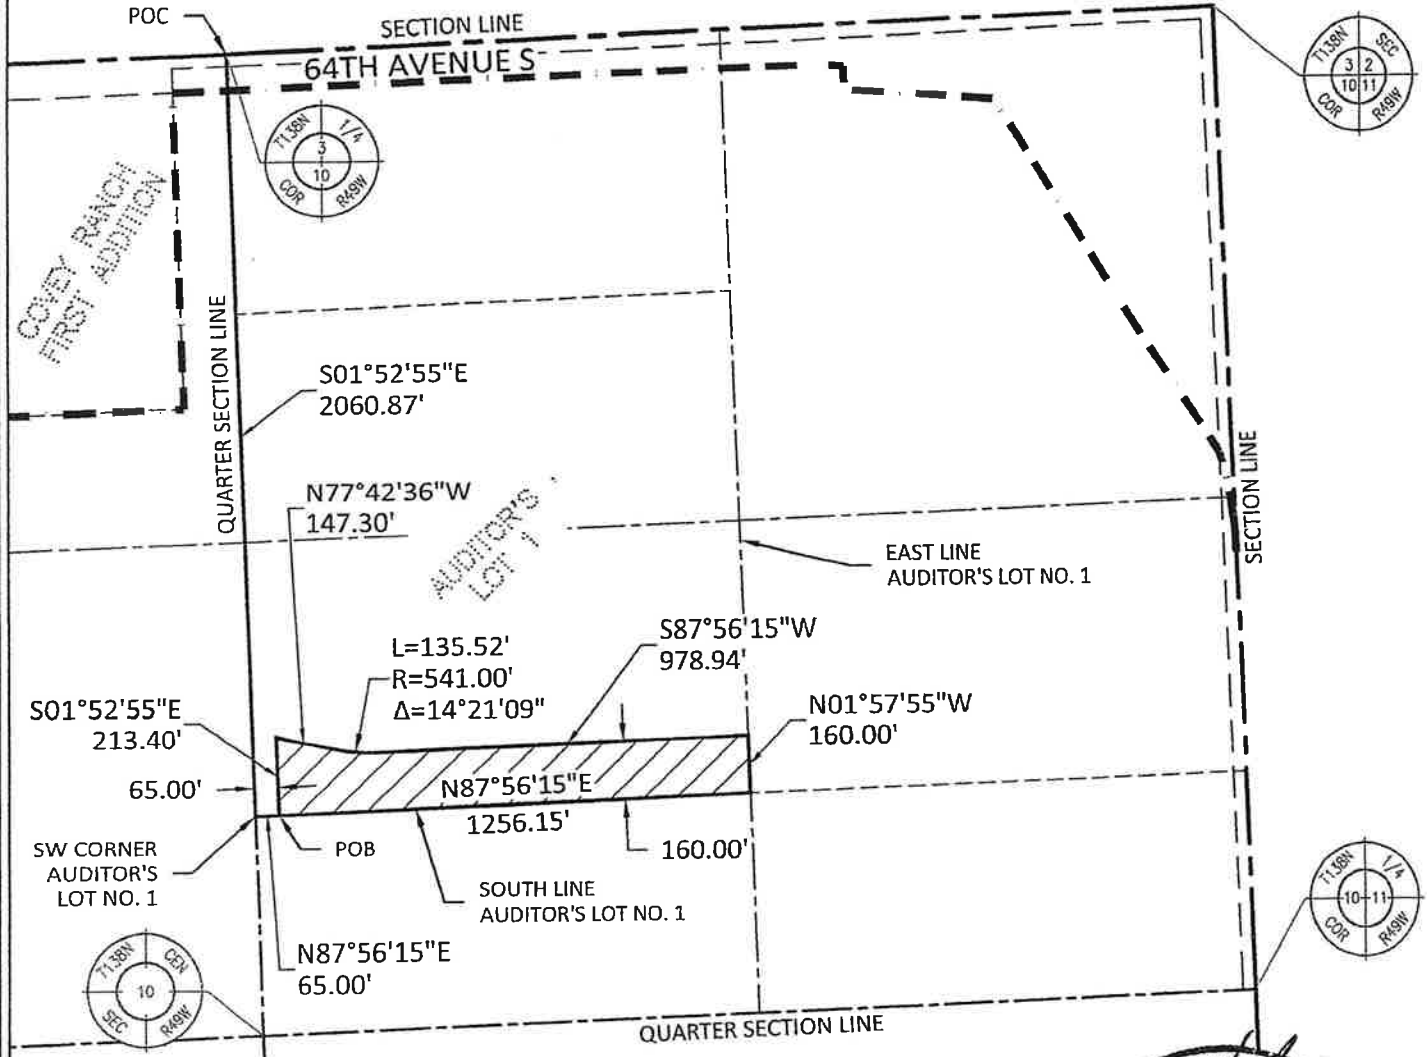 POC
SECTION LINE
64TH AVENUE S
T138N
SEC
3 2
10 11
COR
R49W
T138N
1/4
3
10
COR
R49W
COVEY RANCH
FIRST ADDITION
QUARTER SECTION LINE
S01°52'55"E
2060.87'
N77°42'36"W
147.30'
AUDITOR'S
LOT 1
SECTION LINE
EAST LINE
AUDITOR'S LOT NO. 1
L=135.52'
R=541.00'
Δ=14°21'09"
S87°56'15"W
978.94'
S01°52'55"E
213.40'
N01°57'55"W
160.00'
65.00'
N87°56'15"E
1256.15'
SW CORNER
AUDITOR'S
LOT NO. 1
POB
160.00'
SOUTH LINE
AUDITOR'S LOT NO. 1
T138N
1/4
10 11
COR
R49W
N87°56'15"E
65.00'
T138N
CEN
10
SEC
R49W
QUARTER SECTION LINE